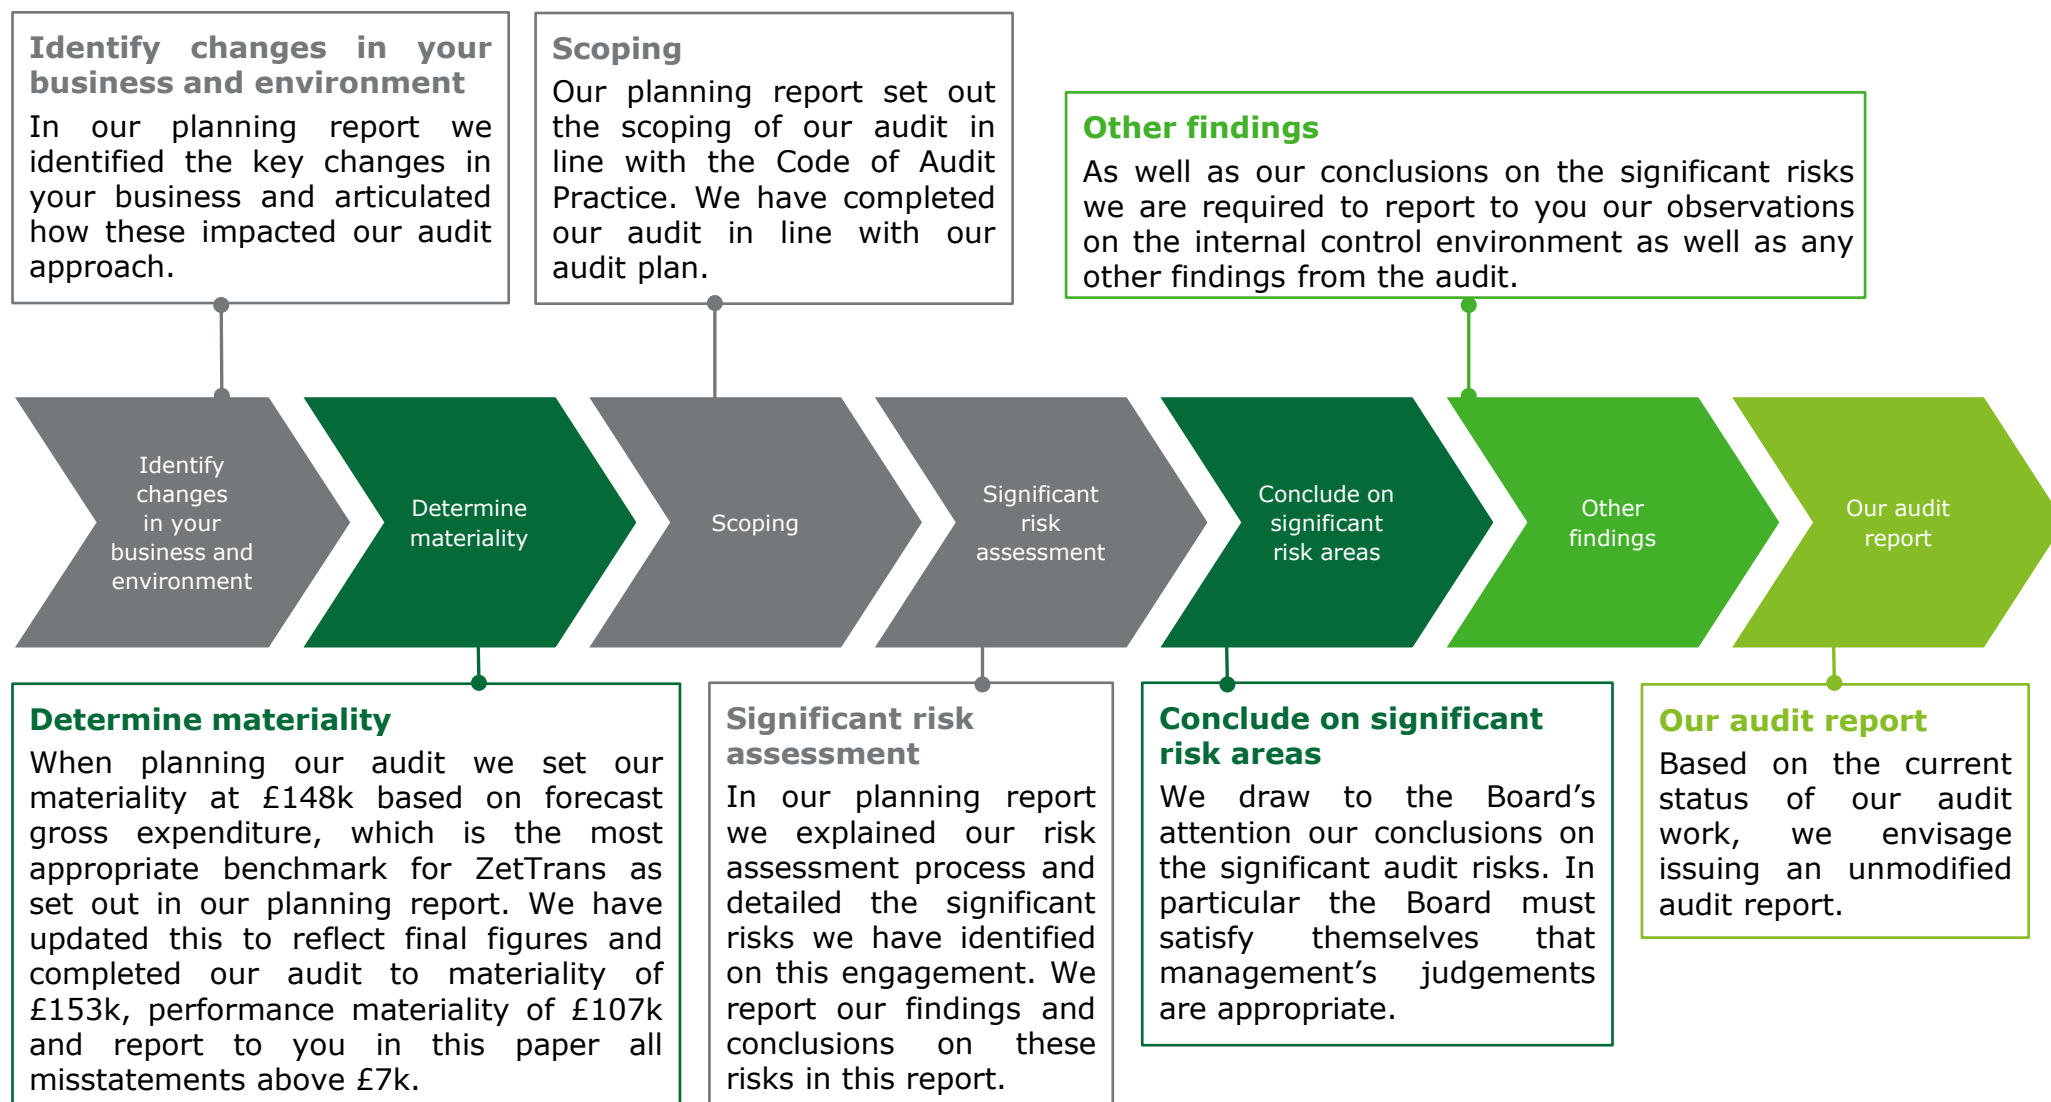 Identify changes in your
business and environment
In our planning report we
identified the key changes in
your business and articulated
how these impacted our audit
approach.
Scoping
Our planning report set out
the scoping of our audit in
line with the Code of Audit
Practice. We have completed
our audit in line with our
audit plan.
Other findings
As well as our conclusions on the significant risks
we are required to report to you our observations
on the internal control environment as well as any
other findings from the audit.
Identify
changes
in your
business and
environment
Determine
materiality
Scoping
Significant
risk
assessment
Conclude on
significant
risk areas
Other
findings
Our audit
report
Determine materiality
When planning our audit we set our
materiality at £148k based on forecast
gross expenditure, which is the most
appropriate benchmark for ZetTrans as
set out in our planning report. We have
updated this to reflect final figures and
completed our audit to materiality of
£153k, performance materiality of £107k
and report to you in this paper all
misstatements above £7k.
Significant risk
assessment
In our planning report
we explained our risk
assessment process and
detailed the significant
risks we have identified
on this engagement. We
report our findings and
conclusions on these
risks in this report.
Conclude on significant
risk areas
We draw to the Board’s
attention our conclusions on
the significant audit risks. In
particular the Board must
satisfy themselves that
management’s judgements
are appropriate.
Our audit report
Based on the current
status of our audit
work, we envisage
issuing an unmodified
audit report.